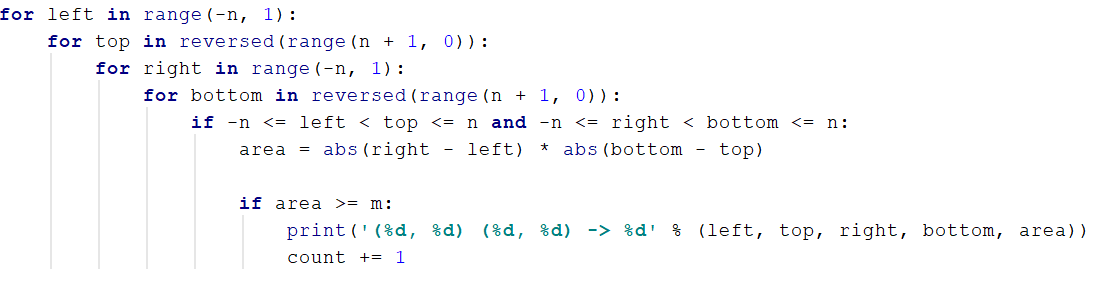 for left in range(-n, 1):
    for top in reversed(range(n + 1, 0)):
        for right in range(-n, 1):
            for bottom in reversed(range(n + 1, 0)):
                if -n <= left < top <= n and -n <= right < bottom <= n:
                    area = abs(right - left) * abs(bottom - top)

                    if area >= m:
                        print('(%d, %d) (%d, %d) -> %d' % (left, top, right, bottom, area))
                        count += 1